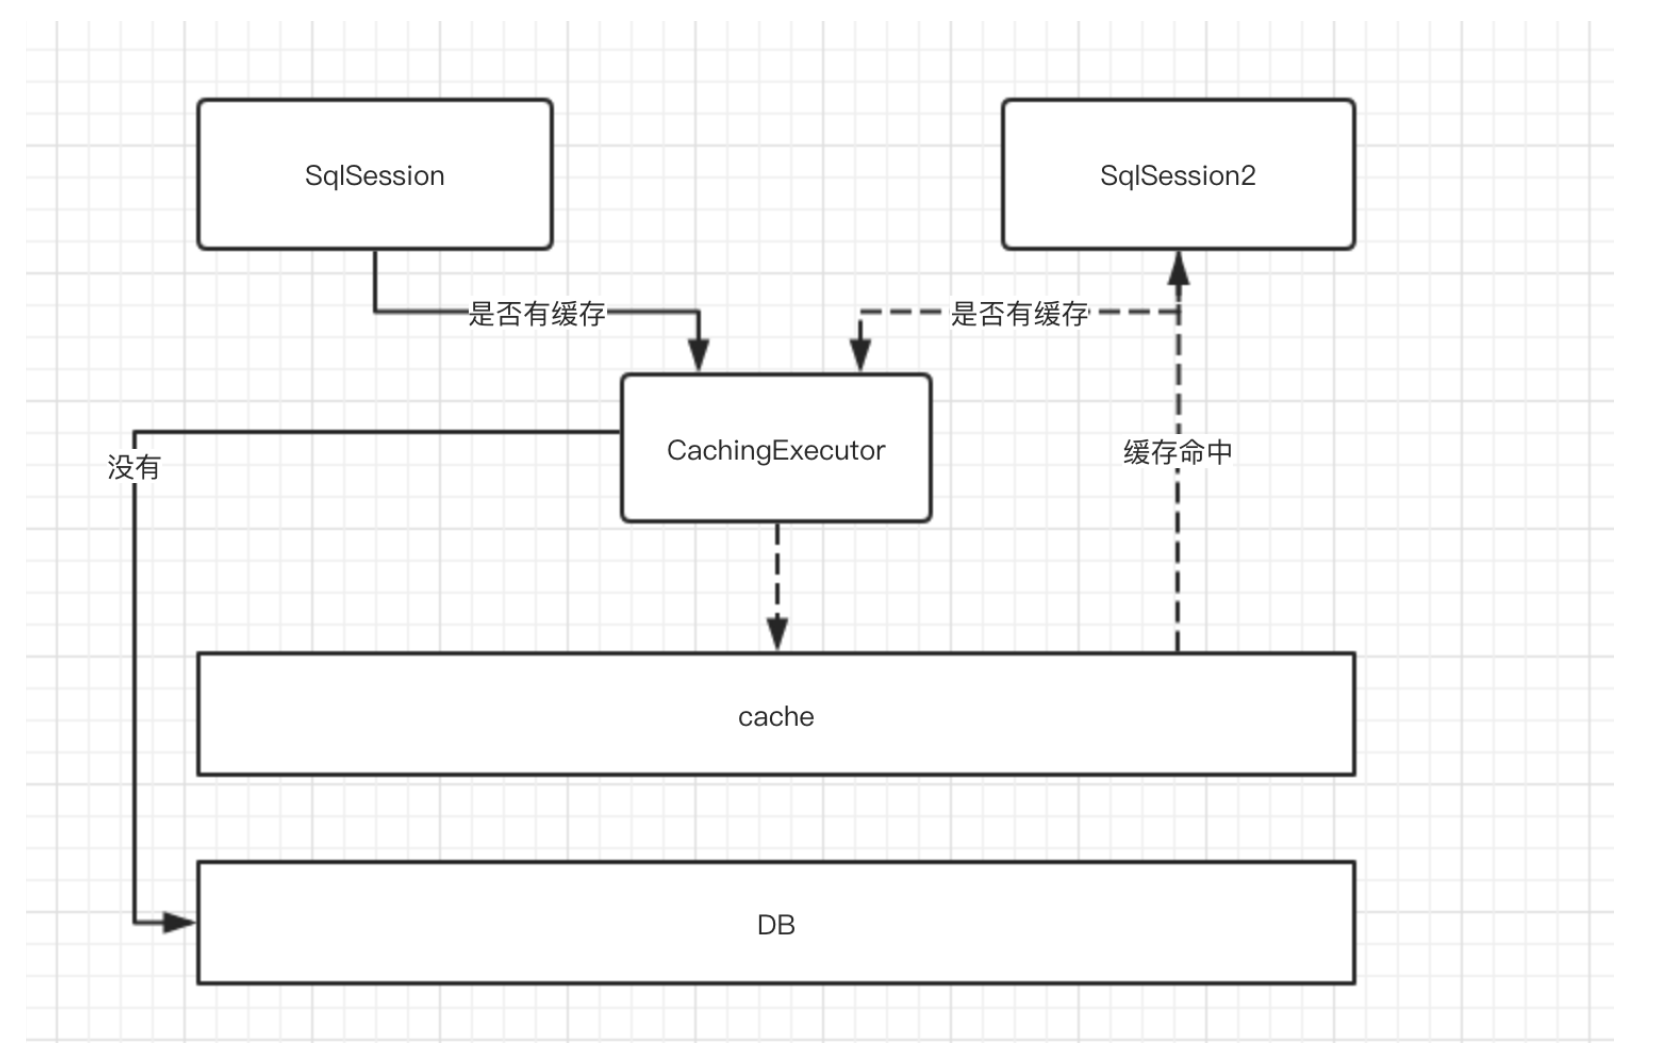 SqlSession
SqlSession2
是否有缓存
是否有缓存
CachingExecutor
缓存命中
没有
cache
DB